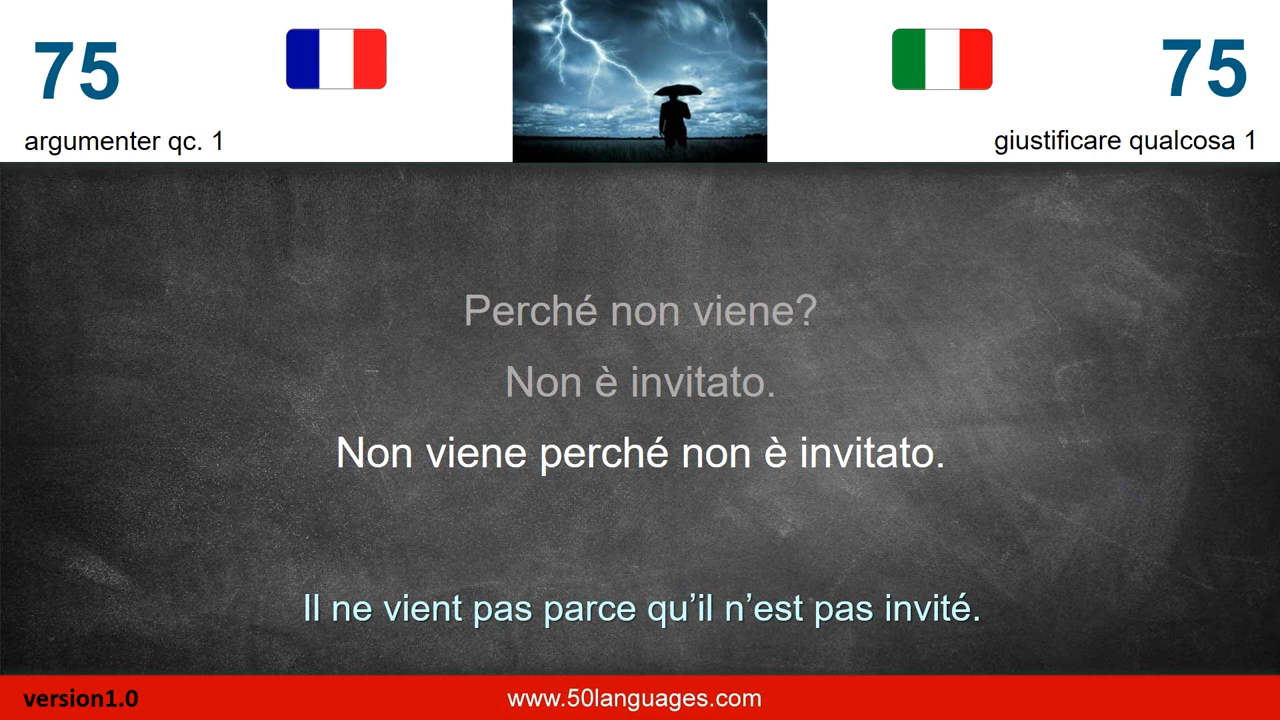 75
75
argumenter qc. 1
giustificare qualcosa 1
Perché non viene?
Non è invitato.
Non viene perché non è invitato.
Il ne vient pas parce qu’il n’est pas invité.
version1.0
www.50languages.com